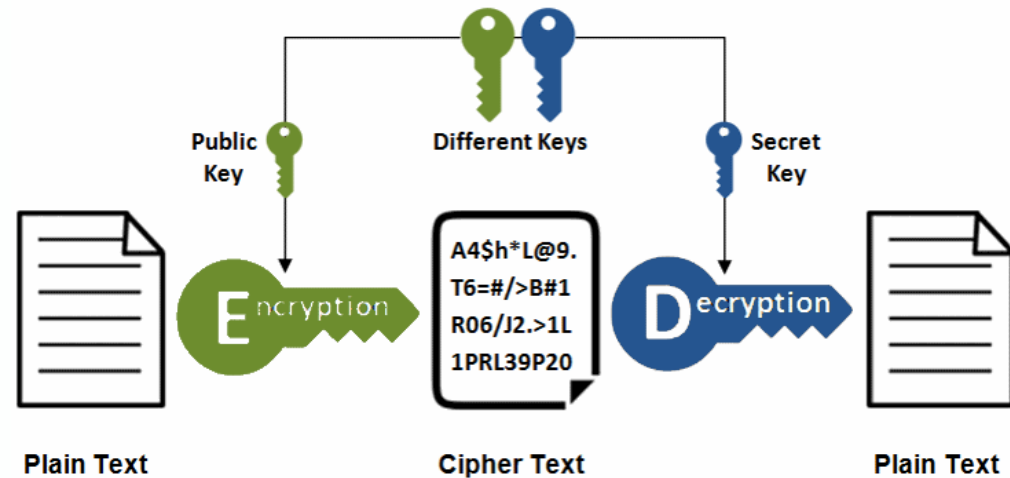 Public
Key
Different Keys
Secret
Key
Encryption
A4$h*L@9.
T6=#/>B#1
R06/J2.>1L
1PRL39P20
Decryption
Plain Text
Cipher Text
Plain Text